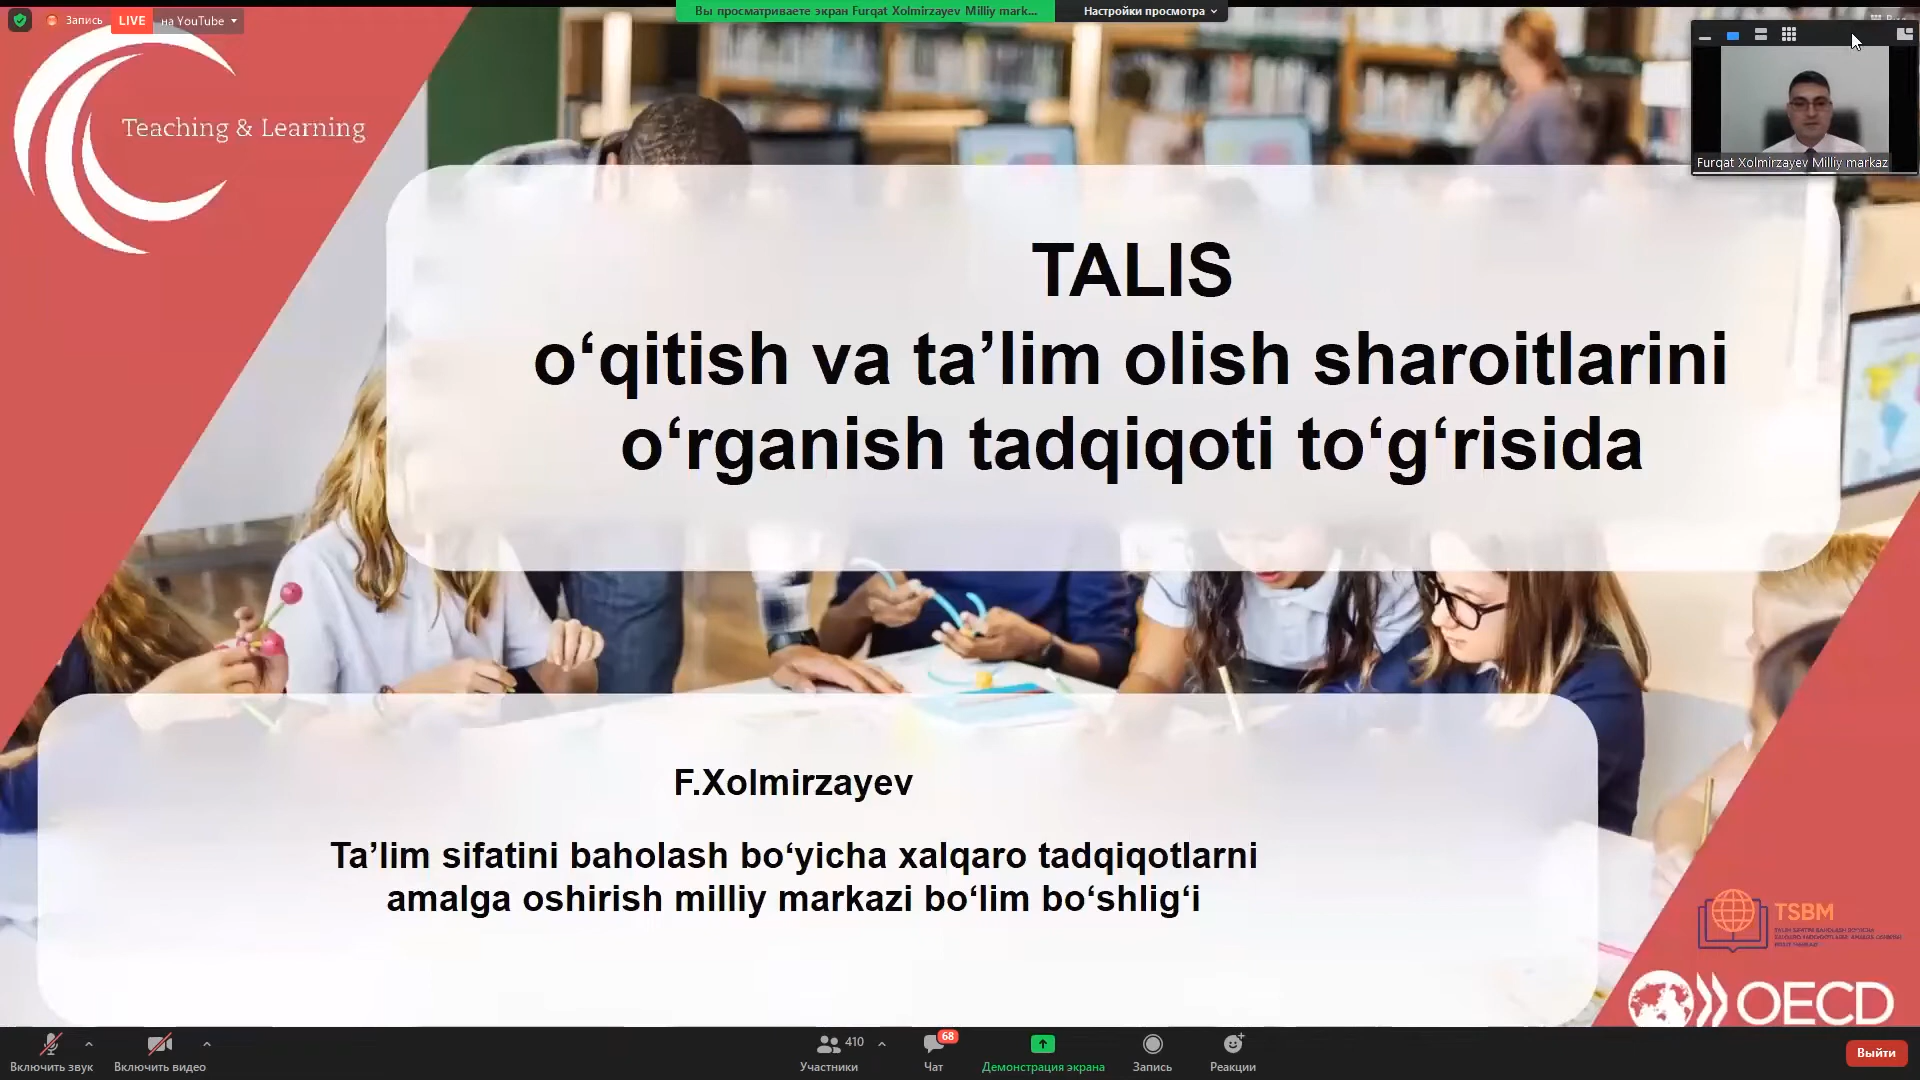 Запись
LIVE
на YouTube
Вы просматриваете экран Furqat Xolmirzayev Milliy mark...
Настройки просмотра
Teaching & Learning
Furqat Xolmirzayev Milliy markaz
TALIS
o‘qitish va ta’lim olish sharoitlarini
o‘rganish tadqiqoti to‘g‘risida
F.Xolmirzayev
Ta’lim sifatini baholash bo‘yicha xalqaro tadqiqotlarni
amalga oshirish milliy markazi bo‘lim bo‘shlig‘i
TSBM
OECD
Включить звук
Включить видео
410
Участники
68
Чат
Демонстрация экрана
Запись
Реакции
Выйти